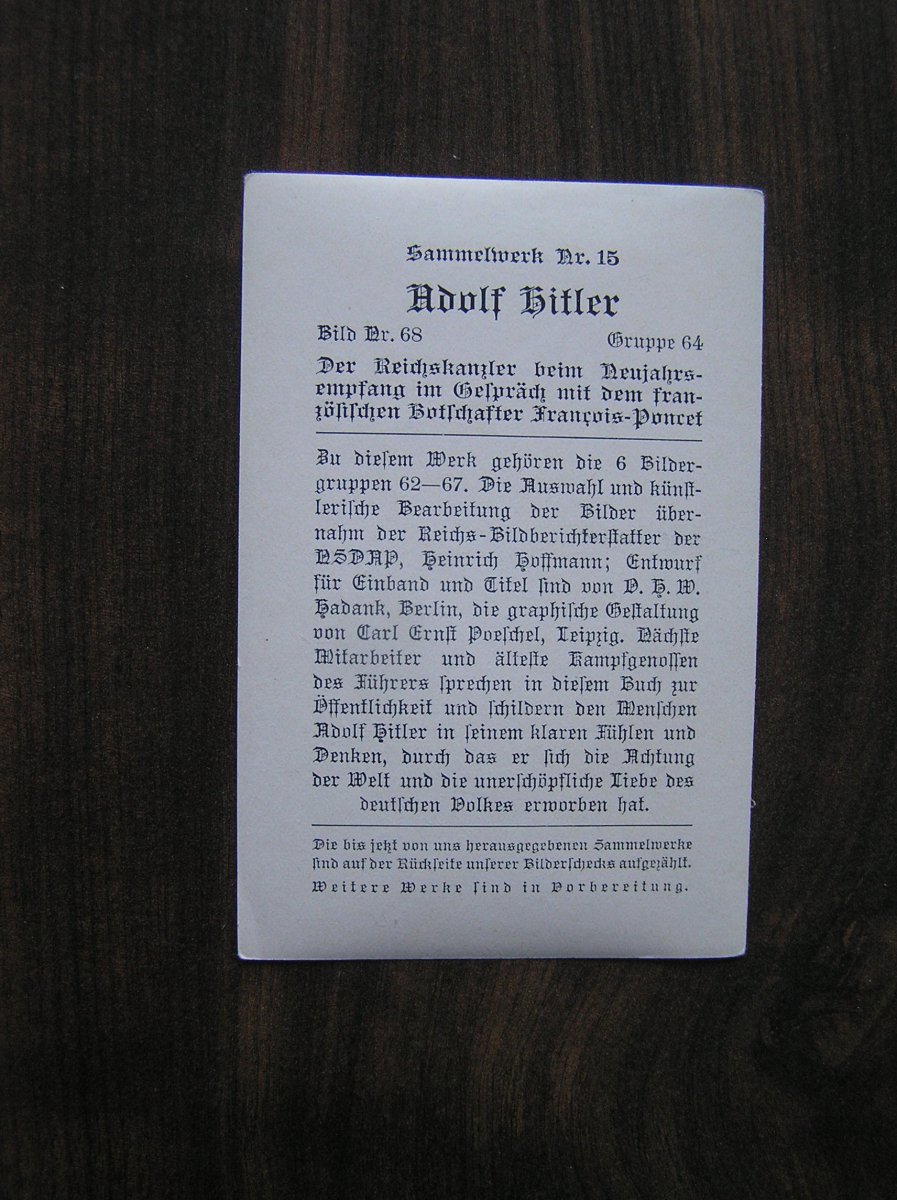 Sammelwerk Nr. 15
Adolf Hitler
Bild Nr. 68 Gruppe 64
Der Reichskanzler beim Neujahrs-
empfang im Geſpräch mit dem fran-
zöſiſchen Botſchafter François-Poncet
Zu dieſem Werk gehören die 6 Bilder-
gruppen 62—67. Die Auswahl und künſt-
leriſche Bearbeitung der Bilder über-
nahm der Reichs-Bildberichterſtatter der
NSDAP, Heinrich Hoffmann; Entwurf
für Einband und Titel ſind von O. H. W.
Hadank, Berlin, die graphiſche Geſtaltung
von Carl Ernſt Poeſchel, Leipzig. Nächſte
Mitarbeiter und älteſte Kampfgenoſſen
des Führers ſprechen in dieſem Buch zur
Öffentlichkeit und ſchildern den Menſchen
Adolf Hitler in ſeinem klaren Fühlen und
Denken, durch das er ſich die Achtung
der Welt und die unerſchöpfliche Liebe des
deutſchen Volkes erworben hat.
Die bis jetzt von uns herausgegebenen Sammelwerke
ſind auf der Rückſeite unſerer Bilderſchecks aufgezählt.
Weitere Werke ſind in Vorbereitung.